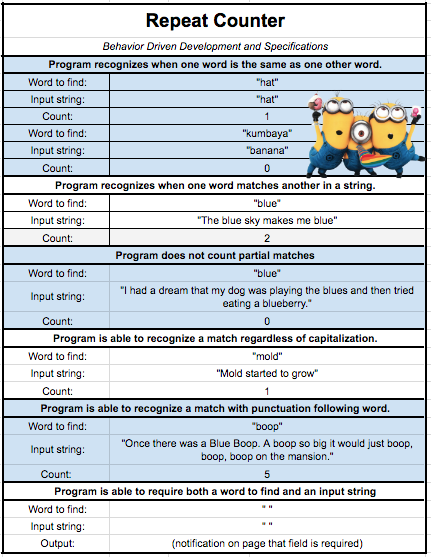 Repeat Counter
Behavior Driven Development and Specifications
Program recognizes when one word is the same as one other word.
Word to find: "hat"
Input string: "hat"
Count: 1
Word to find: "kumbaya"
Input string: "banana"
Count: 0
Program recognizes when one word matches another in a string.
Word to find: "blue"
Input string: "The blue sky makes me blue"
Count: 2
Program does not count partial matches
Word to find: "blue"
Input string: "I had a dream that my dog was playing the blues and then tried
eating a blueberry."
Count: 0
Program is able to recognize a match regardless of capitalization.
Word to find: "mold"
Input string: "Mold started to grow"
Count: 1
Program is able to recognize a match with punctuation following word.
Word to find: "boop"
Input string: "Once there was a Blue Boop. A boop so big it would just boop,
boop, boop on the mansion."
Count: 5
Program is able to require both a word to find and an input string
Word to find: " "
Input string: " "
Output: (notification on page that field is required)